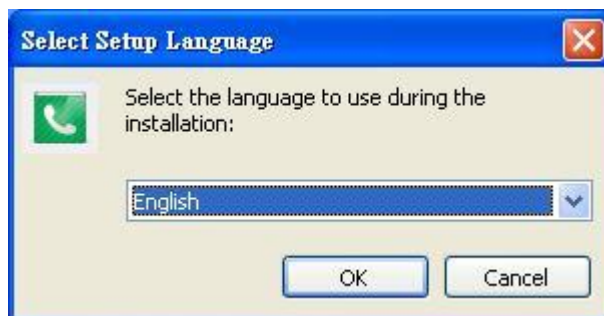 Select Setup Language
Select the language to use during the
installation:
English
OK
Cancel